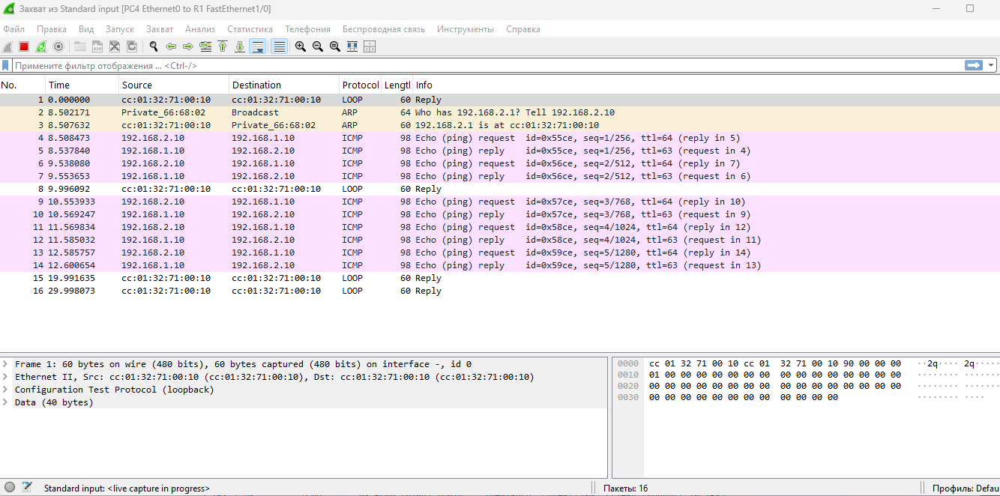 Захват из Standard input [PC4 Ethernet0 to R1 FastEthernet1/0]
Файл Правка Вид Запуск Захват Анализ Статистика Телефония Беспроводная связь Инструменты Справка
Примените фильтр отображения ... <Ctrl-/>
No. Time Source Destination Protocol Lengtl Info
1 0.000000 cc:01:32:71:00:10 cc:01:32:71:00:10 LOOP 60 Reply
2 8.502171 Private_66:68:02 Broadcast ARP 64 Who has 192.168.2.1? Tell 192.168.2.10
3 8.507632 cc:01:32:71:00:10 Private_66:68:02 ARP 60 192.168.2.1 is at cc:01:32:71:00:10
4 8.508473 192.168.2.10 192.168.1.10 ICMP 98 Echo (ping) request id=0x55ce, seq=1/256, ttl=64 (reply in 5)
5 8.537840 192.168.1.10 192.168.2.10 ICMP 98 Echo (ping) reply id=0x55ce, seq=1/256, ttl=63 (request in 4)
6 9.538080 192.168.2.10 192.168.1.10 ICMP 98 Echo (ping) request id=0x56ce, seq=2/512, ttl=64 (reply in 7)
7 9.553653 192.168.1.10 192.168.2.10 ICMP 98 Echo (ping) reply id=0x56ce, seq=2/512, ttl=63 (request in 6)
8 9.996092 cc:01:32:71:00:10 cc:01:32:71:00:10 LOOP 60 Reply
9 10.553933 192.168.2.10 192.168.1.10 ICMP 98 Echo (ping) request id=0x57ce, seq=3/768, ttl=64 (reply in 10)
10 10.569247 192.168.1.10 192.168.2.10 ICMP 98 Echo (ping) reply id=0x57ce, seq=3/768, ttl=63 (request in 9)
11 11.569834 192.168.2.10 192.168.1.10 ICMP 98 Echo (ping) request id=0x58ce, seq=4/1024, ttl=64 (reply in 12)
12 11.585032 192.168.1.10 192.168.2.10 ICMP 98 Echo (ping) reply id=0x58ce, seq=4/1024, ttl=63 (request in 11)
13 12.585757 192.168.2.10 192.168.1.10 ICMP 98 Echo (ping) request id=0x59ce, seq=5/1280, ttl=64 (reply in 14)
14 12.600654 192.168.1.10 192.168.2.10 ICMP 98 Echo (ping) reply id=0x59ce, seq=5/1280, ttl=63 (request in 13)
15 19.991635 cc:01:32:71:00:10 cc:01:32:71:00:10 LOOP 60 Reply
16 29.998073 cc:01:32:71:00:10 cc:01:32:71:00:10 LOOP 60 Reply
Frame 1: 60 bytes on wire (480 bits), 60 bytes captured (480 bits) on interface -, id 0
Ethernet II, Src: cc:01:32:71:00:10 (cc:01:32:71:00:10), Dst: cc:01:32:71:00:10 (cc:01:32:71:00:10)
Configuration Test Protocol (loopback)
Data (40 bytes)
0000 cc 01 32 71 00 10 cc 01 32 71 00 10 90 00 00 00 ··2q···· 2q······
0010 01 00 00 00 00 00 00 00 00 00 00 00 00 00 00 00 ········ ········
0020 00 00 00 00 00 00 00 00 00 00 00 00 00 00 00 00 ········ ········
0030 00 00 00 00 00 00 00 00 00 00 00 00 ········ ····
Standard input: <live capture in progress>
Пакеты: 16
Профиль: Defau